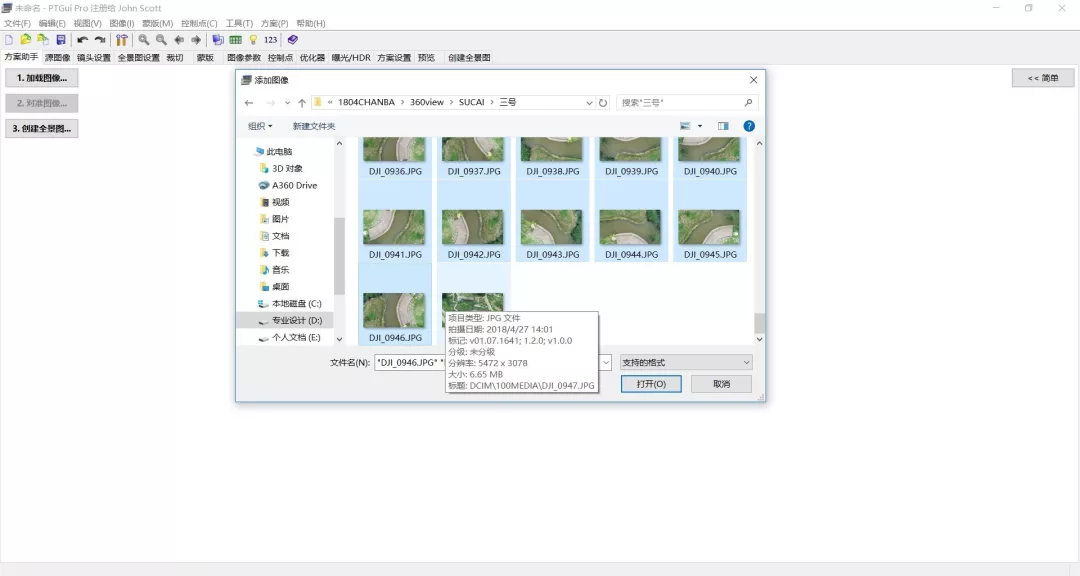 未命名 - PTGui Pro 注册给 John Scott
文件(F) 编辑(E) 视图(V) 图像(I) 蒙版(M) 控制点(C) 工具(T) 方案(P) 帮助(H)
123
方案助手 源图像 镜头设置 全景图设置 裁切 蒙版 图像参数 控制点 优化器 曝光/HDR 方案设置 预览 创建全景图
1. 加载图像...
<< 简单
2. 对准图像...
3. 创建全景图...
添加图像
« 1804CHANBA › 360view › SUCAI › 三号
搜索"三号"
组织 新建文件夹
此电脑
3D 对象
A360 Drive
视频
图片
文档
下载
音乐
桌面
本地磁盘 (C:)
专业设计 (D:)
个人文档 (E:)
DJI_0936.JPG DJI_0937.JPG DJI_0938.JPG DJI_0939.JPG DJI_0940.JPG
DJI_0941.JPG DJI_0942.JPG DJI_0943.JPG DJI_0944.JPG DJI_0945.JPG
DJI_0946.JPG
项目类型: JPG 文件
拍摄日期: 2018/4/27 14:01
标记: v01.07.1641; 1.2.0; v1.0.0
分级: 未分级
分辨率: 5472 x 3078
大小: 6.65 MB
标题: DCIM\100MEDIA\DJI_0947.JPG
文件名(N): "DJI_0946.JPG" "
支持的格式
打开(O) 取消